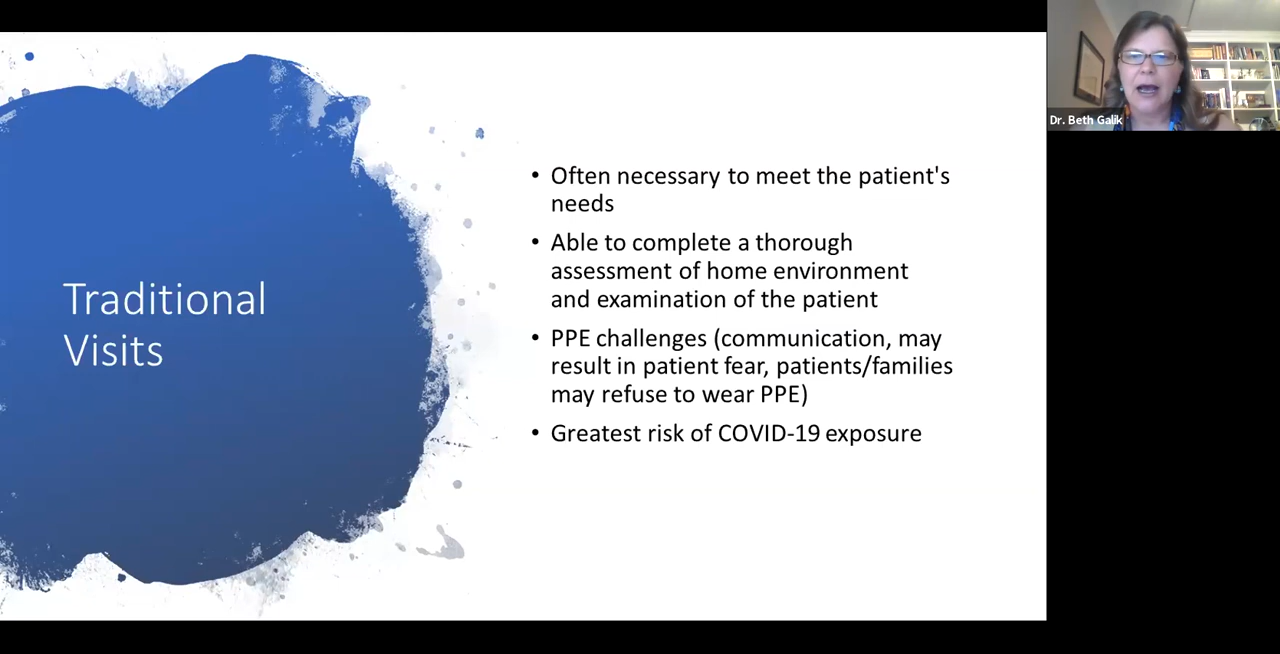 Traditional
Visits
• Often necessary to meet the patient's
needs
• Able to complete a thorough
assessment of home environment
and examination of the patient
• PPE challenges (communication, may
result in patient fear, patients/families
may refuse to wear PPE)
• Greatest risk of COVID-19 exposure
Dr. Beth Galik